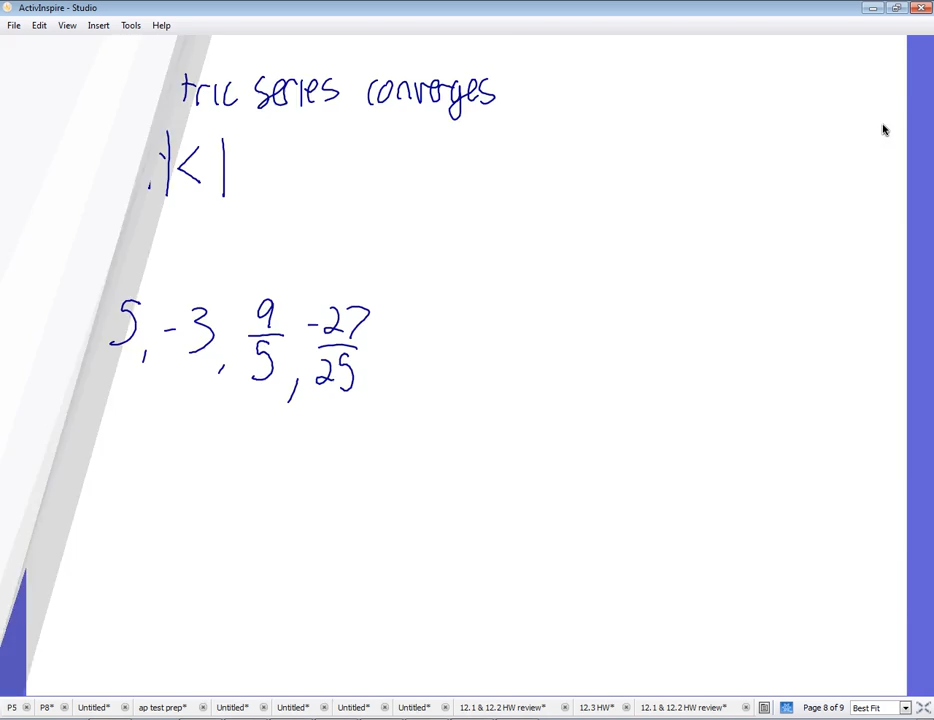 ActivInspire - Studio
File Edit View Insert Tools Help
tric series converges
|< |
5, -3, 9/5, -27/25
P5 P8* Untitled* ap test prep* Untitled* Untitled* Untitled* Untitled* 12.1 & 12.2 HW review* 12.3 HW* 12.1 & 12.2 HW review* Page 8 of 9 Best Fit